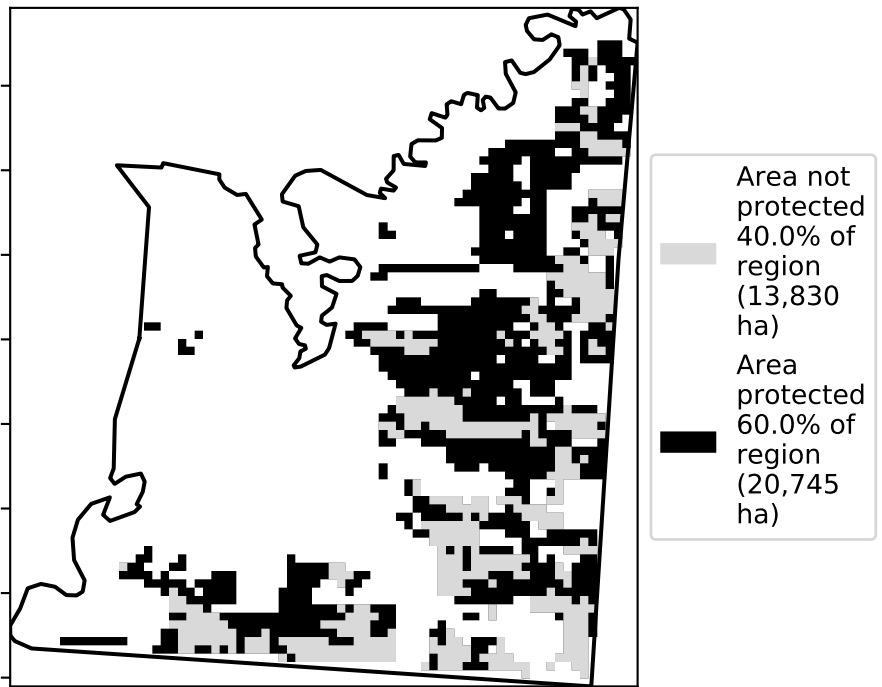 Area not
protected
40.0% of
region
(13,830
ha)
Area
protected
60.0% of
region
(20,745
ha)